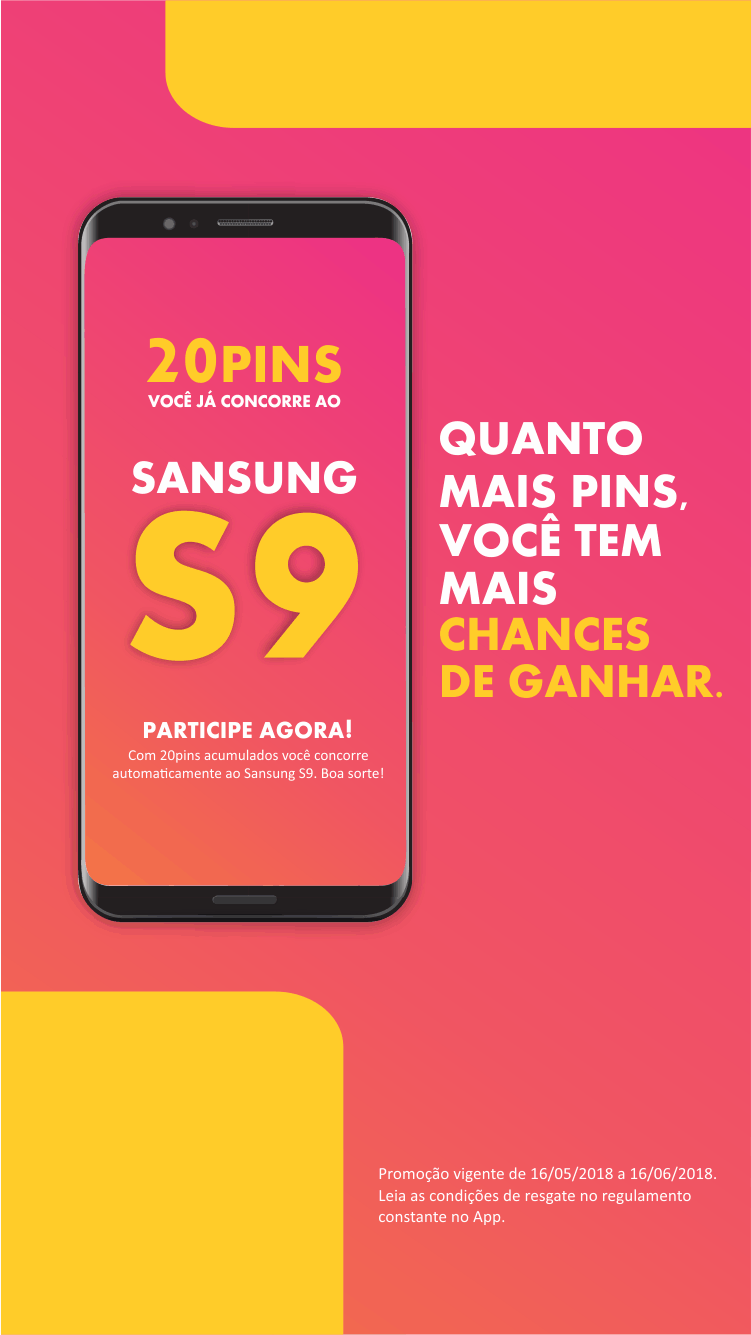 20PINS
VOCÊ JÁ CONCORRE AO
SANSUNG
S9
PARTICIPE AGORA!
Com 20pins acumulados você concorre
automaticamente ao Sansung S9. Boa sorte!
QUANTO
MAIS PINS,
VOCÊ TEM
MAIS
CHANCES
DE GANHAR.
Promoção vigente de 16/05/2018 a 16/06/2018.
Leia as condições de resgate no regulamento
constante no App.